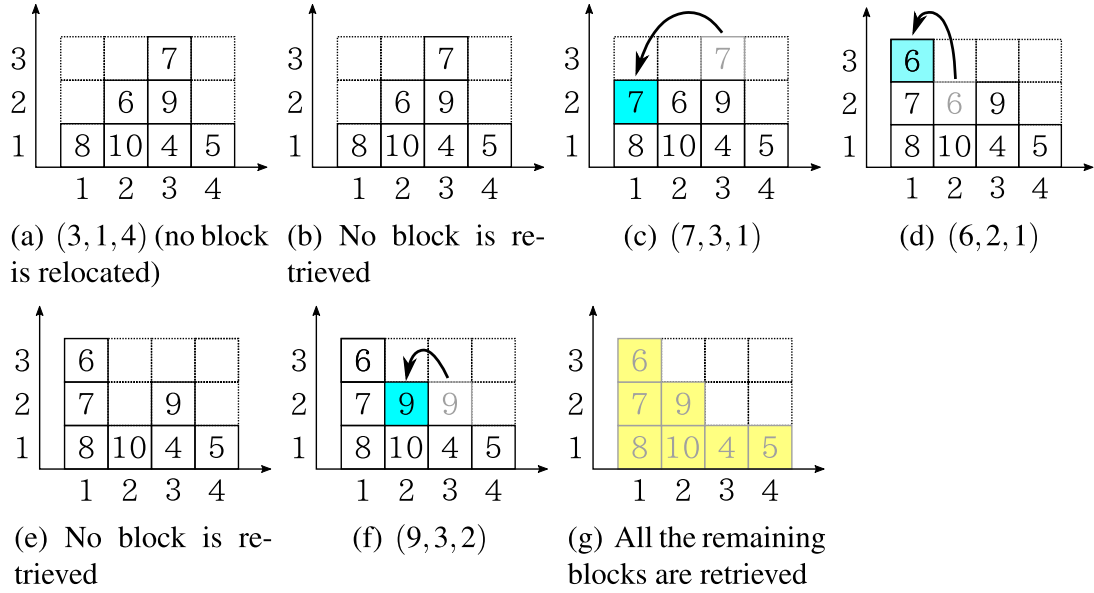 3 7 3 7 3 7 3 6
2 6 9 2 6 9 2 7 6 9 2 7 6 9
1 8 10 4 5 1 8 10 4 5 1 8 10 4 5 1 8 10 4 5
1 2 3 4 1 2 3 4 1 2 3 4 1 2 3 4
(a) (3,1,4) (no block
is relocated)
(b) No block is re-
trieved
(c) (7,3,1)
(d) (6,2,1)
3 6 3 6 3 6
2 7 9 2 7 9 9 2 7 9
1 8 10 4 5 1 8 10 4 5 1 8 10 4 5
1 2 3 4 1 2 3 4 1 2 3 4
(e) No block is re-
trieved
(f) (9,3,2)
(g) All the remaining
blocks are retrieved